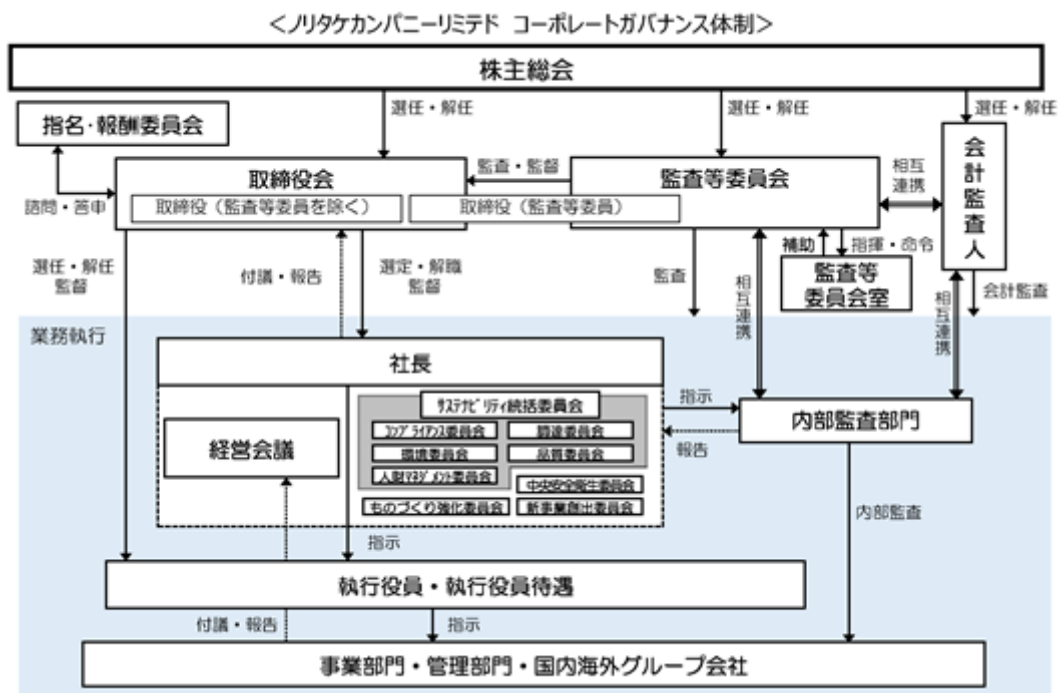 <ノリタケカンパニーリミテド コーポレートガバナンス体制>
株主総会
選任・解任
選任・解任
選任・解任
指名・報酬委員会
諮問・答申
取締役会
取締役（監査等委員を除く）
取締役（監査等委員）
監査・監督
監査等委員会
相互
連携
会計監査人
補助
指揮・命令
監査等
委員会室
選任・解任
監督
付議・報告
選定・解職
監督
監査
相互連携
相互連携
会計監査
業務執行
社長
経営会議
サステナビリティ統括委員会
コンプライアンス委員会
調達委員会
環境委員会
品質委員会
人財マネジメント委員会
中央安全衛生委員会
ものづくり強化委員会
新事業創出委員会
指示
報告
内部監査部門
内部監査
指示
執行役員・執行役員待遇
付議・報告
指示
事業部門・管理部門・国内海外グループ会社